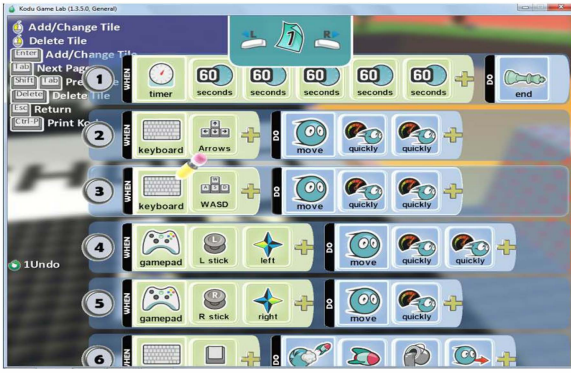 Kodu Game Lab (1.3.5.0, General)
Add/Change Tile
Delete Tile
Enter Add/Change Tile
Tab Next Page
Shift Tab Pre
Delete Delete Tile
Esc Return
Ctrl-P Print Ko
1Undo
L 1 R
1 WHEN timer 60 seconds 60 seconds 60 seconds 60 seconds 60 seconds DO end
2 WHEN keyboard Arrows DO move quickly quickly
3 WHEN keyboard A S W D WASD DO move quickly quickly
4 WHEN gamepad L L stick left DO move quickly quickly
5 WHEN gamepad R R stick right DO move quickly
6 WHEN DO